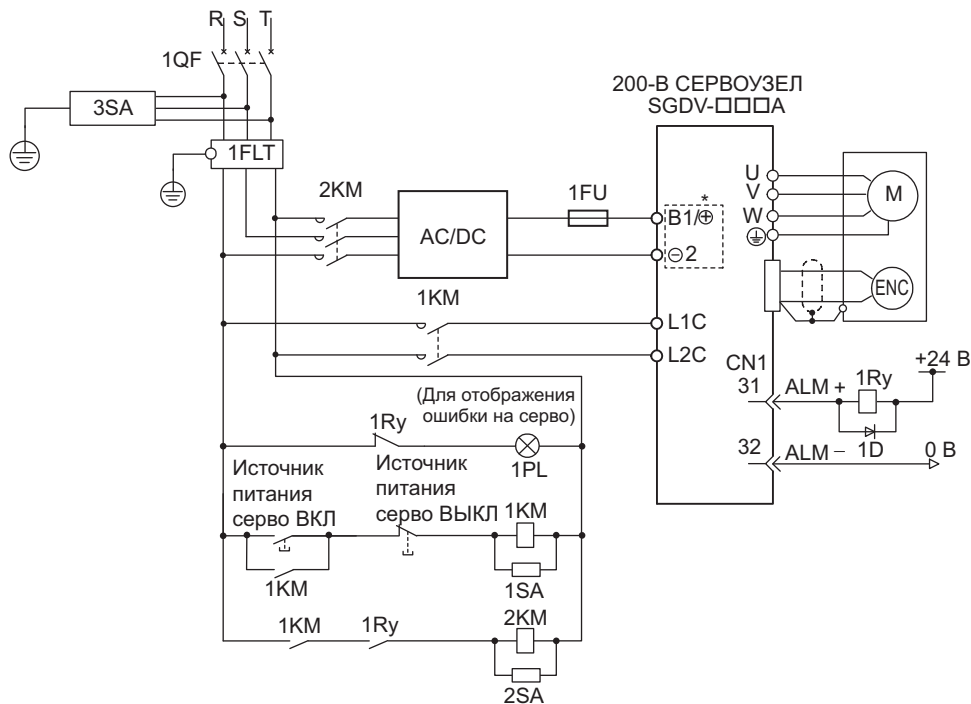 R S T
1QF
3SA
1FLT
200-В СЕРВОУЗЕЛ
SGDV-□□□A
2KM
AC/DC
1FU
*
B1/⊕
⊖2
U
V
W
M
ENC
1KM
L1C
L2C
CN1
31
ALM +
1Ry
+24 В
1D
32
ALM −
0 В
(Для отображения
ошибки на серво)
1Ry
1PL
Источник
питания
серво ВКЛ
Источник
питания
серво ВЫКЛ
1KM
1KM
1SA
1KM
1Ry
2KM
2SA